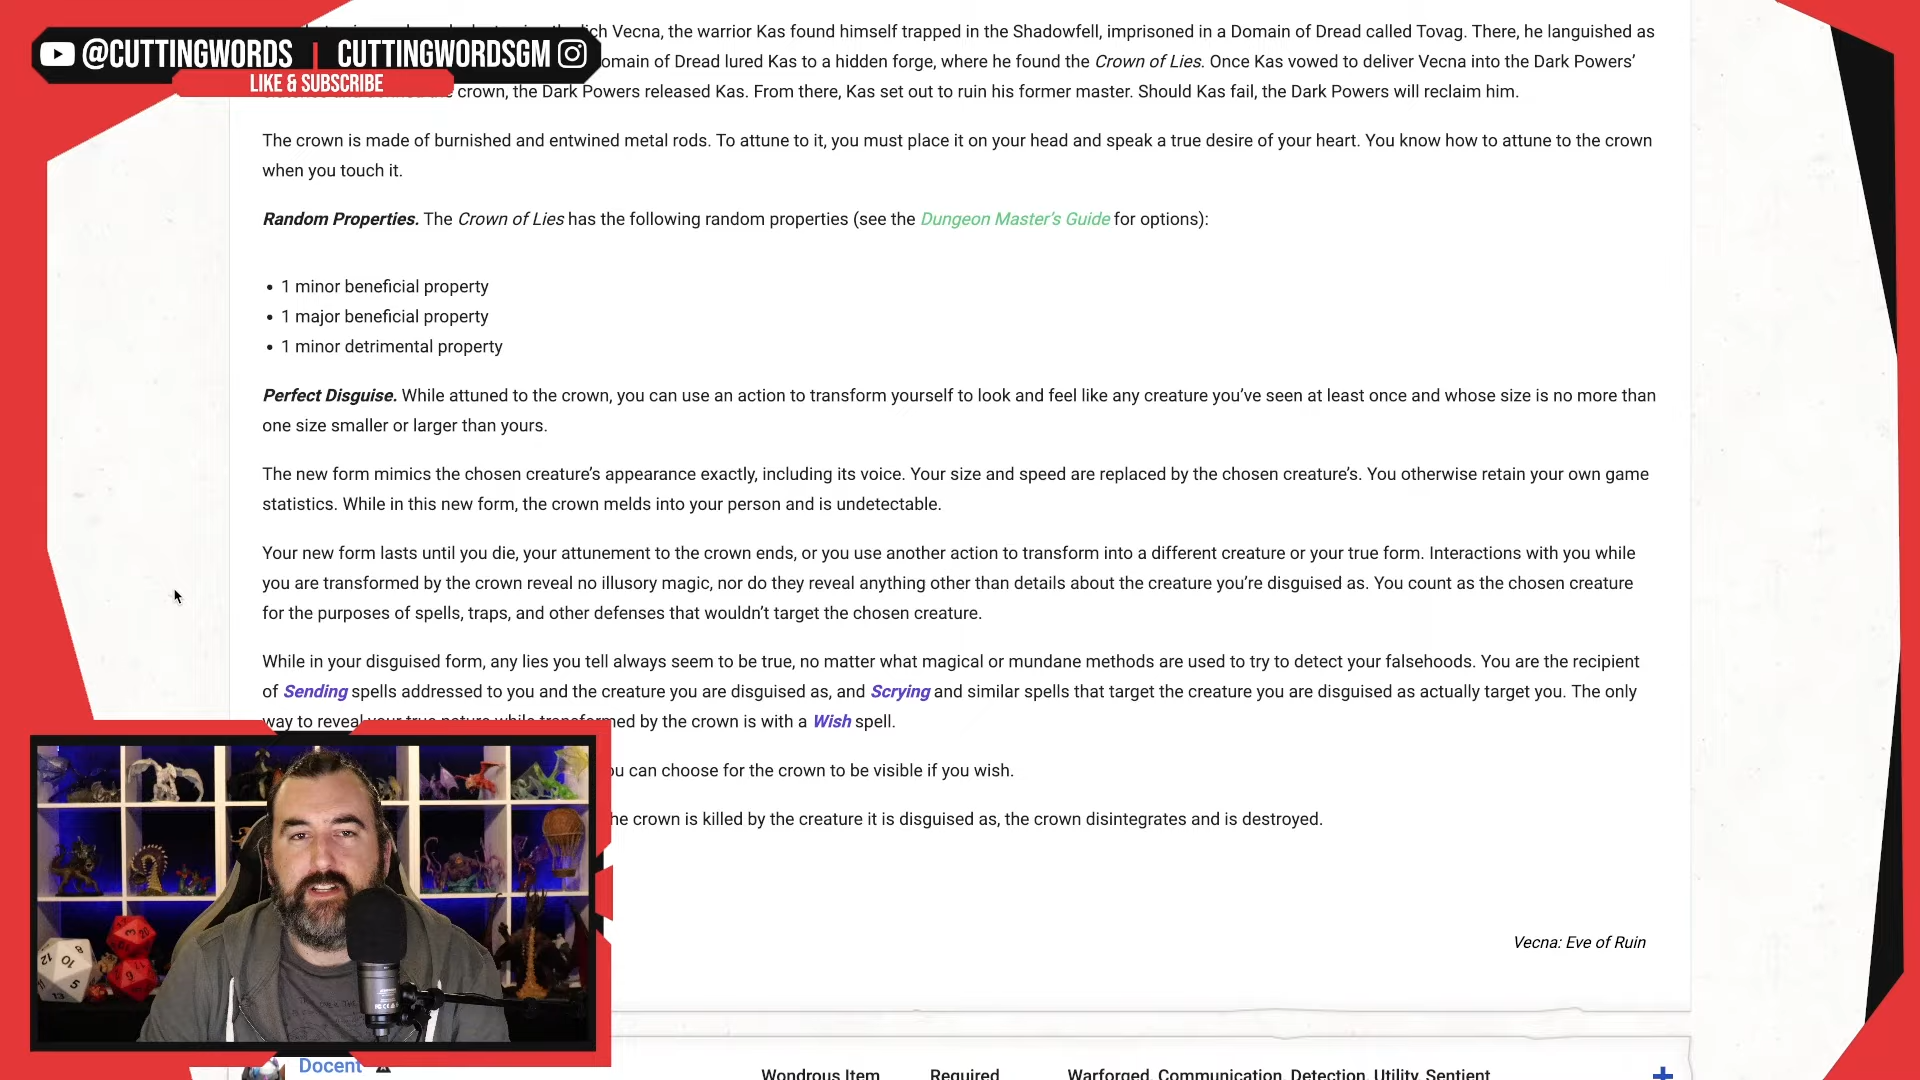 @CUTTINGWORDS | CUTTINGWORDSGM
LIKE & SUBSCRIBE
Vecna, the warrior Kas found himself trapped in the Shadowfell, imprisoned in a Domain of Dread called Tovag. There, he languished as
Domain of Dread lured Kas to a hidden forge, where he found the Crown of Lies. Once Kas vowed to deliver Vecna into the Dark Powers’
crown, the Dark Powers released Kas. From there, Kas set out to ruin his former master. Should Kas fail, the Dark Powers will reclaim him.
The crown is made of burnished and entwined metal rods. To attune to it, you must place it on your head and speak a true desire of your heart. You know how to attune to the crown
when you touch it.
Random Properties. The Crown of Lies has the following random properties (see the Dungeon Master’s Guide for options):
• 1 minor beneficial property
• 1 major beneficial property
• 1 minor detrimental property
Perfect Disguise. While attuned to the crown, you can use an action to transform yourself to look and feel like any creature you’ve seen at least once and whose size is no more than
one size smaller or larger than yours.
The new form mimics the chosen creature’s appearance exactly, including its voice. Your size and speed are replaced by the chosen creature’s. You otherwise retain your own game
statistics. While in this new form, the crown melds into your person and is undetectable.
Your new form lasts until you die, your attunement to the crown ends, or you use another action to transform into a different creature or your true form. Interactions with you while
you are transformed by the crown reveal no illusory magic, nor do they reveal anything other than details about the creature you’re disguised as. You count as the chosen creature
for the purposes of spells, traps, and other defenses that wouldn’t target the chosen creature.
While in your disguised form, any lies you tell always seem to be true, no matter what magical or mundane methods are used to try to detect your falsehoods. You are the recipient
of Sending spells addressed to you and the creature you are disguised as, and Scrying and similar spells that target the creature you are disguised as actually target you. The only
way to reveal your true nature while transformed by the crown is with a Wish spell.
you can choose for the crown to be visible if you wish.
the crown is killed by the creature it is disguised as, the crown disintegrates and is destroyed.
Vecna: Eve of Ruin
Docent
Wondrous Item Required Warforged, Communication, Detection, Utility, Sentient